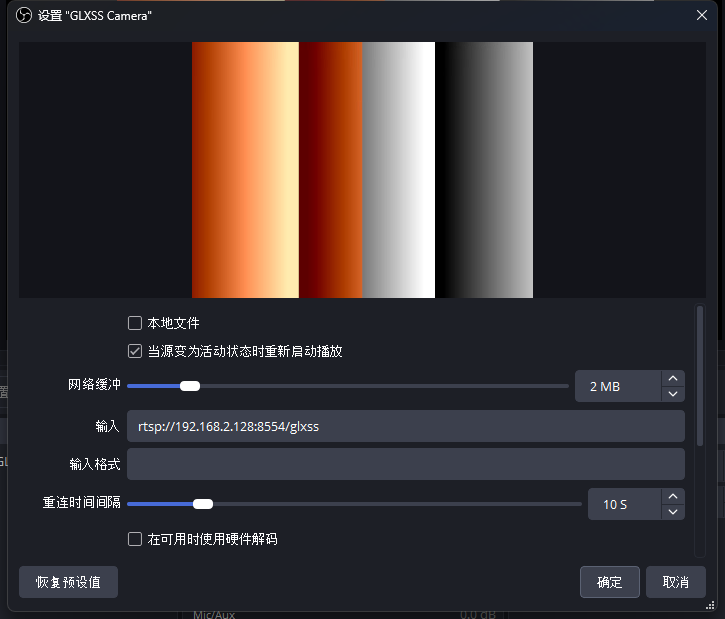 设置 "GLXSS Camera"
本地文件
当源变为活动状态时重新启动播放
网络缓冲
2 MB
输入
rtsp://192.168.2.128:8554/glxss
输入格式
重连时间间隔
10 S
在可用时使用硬件解码
恢复预设值
确定
取消
Mic/Aux
0.0 dB